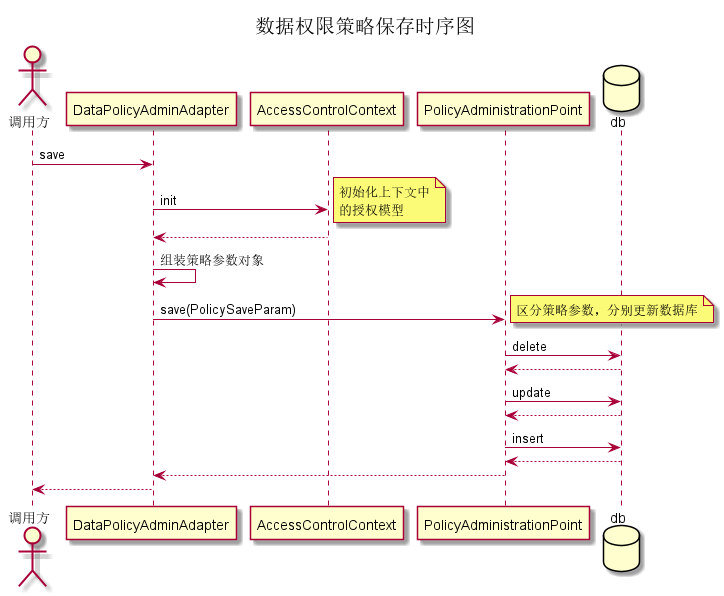 数据权限策略保存时序图
调用方
DataPolicyAdminAdapter
AccessControlContext
PolicyAdministrationPoint
db
save
init
初始化上下文中
的授权模型
组装策略参数对象
save(PolicySaveParam)
区分策略参数，分别更新数据库
delete
update
insert
调用方
DataPolicyAdminAdapter
AccessControlContext
PolicyAdministrationPoint
db